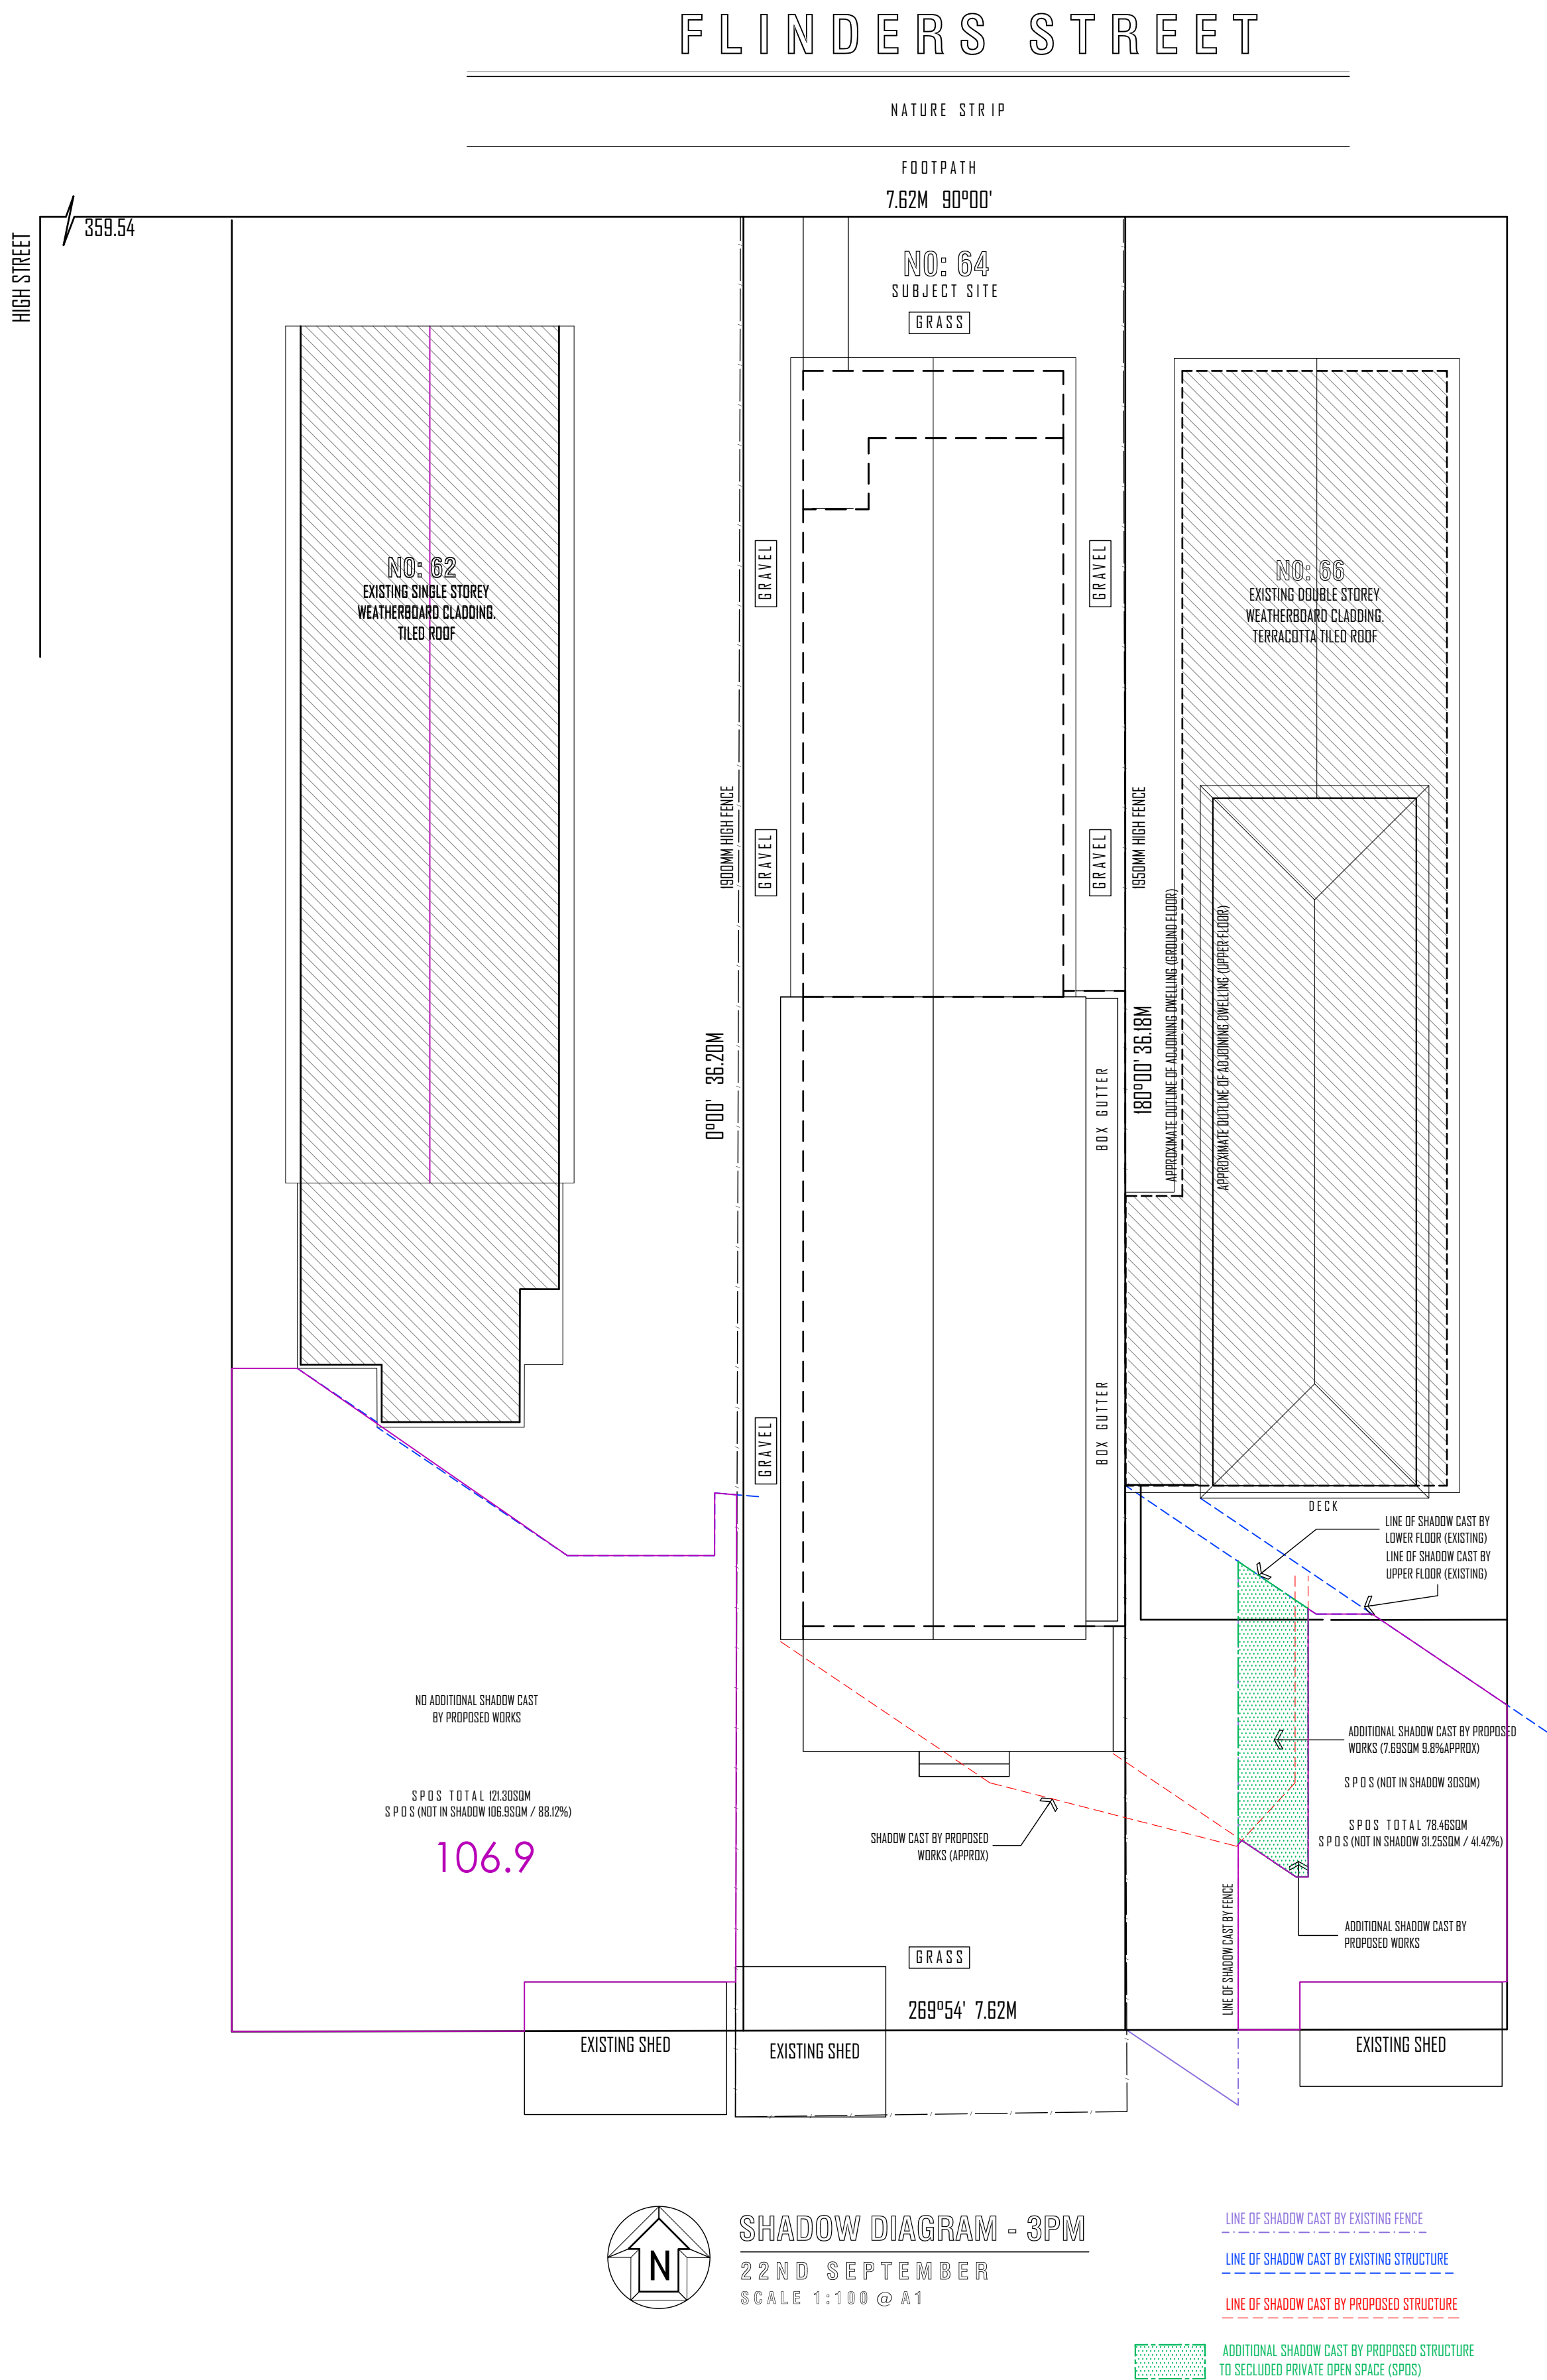 FLINDERS STREET
NATURE STRIP
FOOTPATH
7.62M 90°00'
359.54
HIGH STREET
NO: 64
SUBJECT SITE
GRASS
NO: 62
EXISTING SINGLE STOREY
WEATHERBOARD CLADDING.
TILED ROOF
GRAVEL
GRAVEL
NO: 66
EXISTING DOUBLE STOREY
WEATHERBOARD CLADDING.
TERRACOTTA TILED ROOF
1900MM HIGH FENCE
GRAVEL
GRAVEL
1950MM HIGH FENCE
APPROXIMATE OUTLINE OF ADJOINING DWELLING (GROUND FLOOR)
APPROXIMATE OUTLINE OF ADJOINING DWELLING (UPPER FLOOR)
0°00' 36.20M
BOX GUTTER
180°00' 36.18M
GRAVEL
BOX GUTTER
DECK
LINE OF SHADOW CAST BY
LOWER FLOOR (EXISTING)
LINE OF SHADOW CAST BY
UPPER FLOOR (EXISTING)
NO ADDITIONAL SHADOW CAST
BY PROPOSED WORKS
SPOS TOTAL 121.30SQM
SPOS (NOT IN SHADOW 106.9SQM / 88.12%)
106.9
SHADOW CAST BY PROPOSED
WORKS (APPROX)
ADDITIONAL SHADOW CAST BY PROPOSED
WORKS (7.69SQM 9.8%APPROX)
SPOS (NOT IN SHADOW 30SQM)
SPOS TOTAL 78.46SQM
SPOS (NOT IN SHADOW 31.25SQM / 41.42%)
LINE OF SHADOW CAST BY FENCE
ADDITIONAL SHADOW CAST BY
PROPOSED WORKS
GRASS
269°54' 7.62M
EXISTING SHED
EXISTING SHED
EXISTING SHED
N
SHADOW DIAGRAM - 3PM
22ND SEPTEMBER
SCALE 1:100 @ A1
LINE OF SHADOW CAST BY EXISTING FENCE
LINE OF SHADOW CAST BY EXISTING STRUCTURE
LINE OF SHADOW CAST BY PROPOSED STRUCTURE
ADDITIONAL SHADOW CAST BY PROPOSED STRUCTURE
TO SECLUDED PRIVATE OPEN SPACE (SPOS)